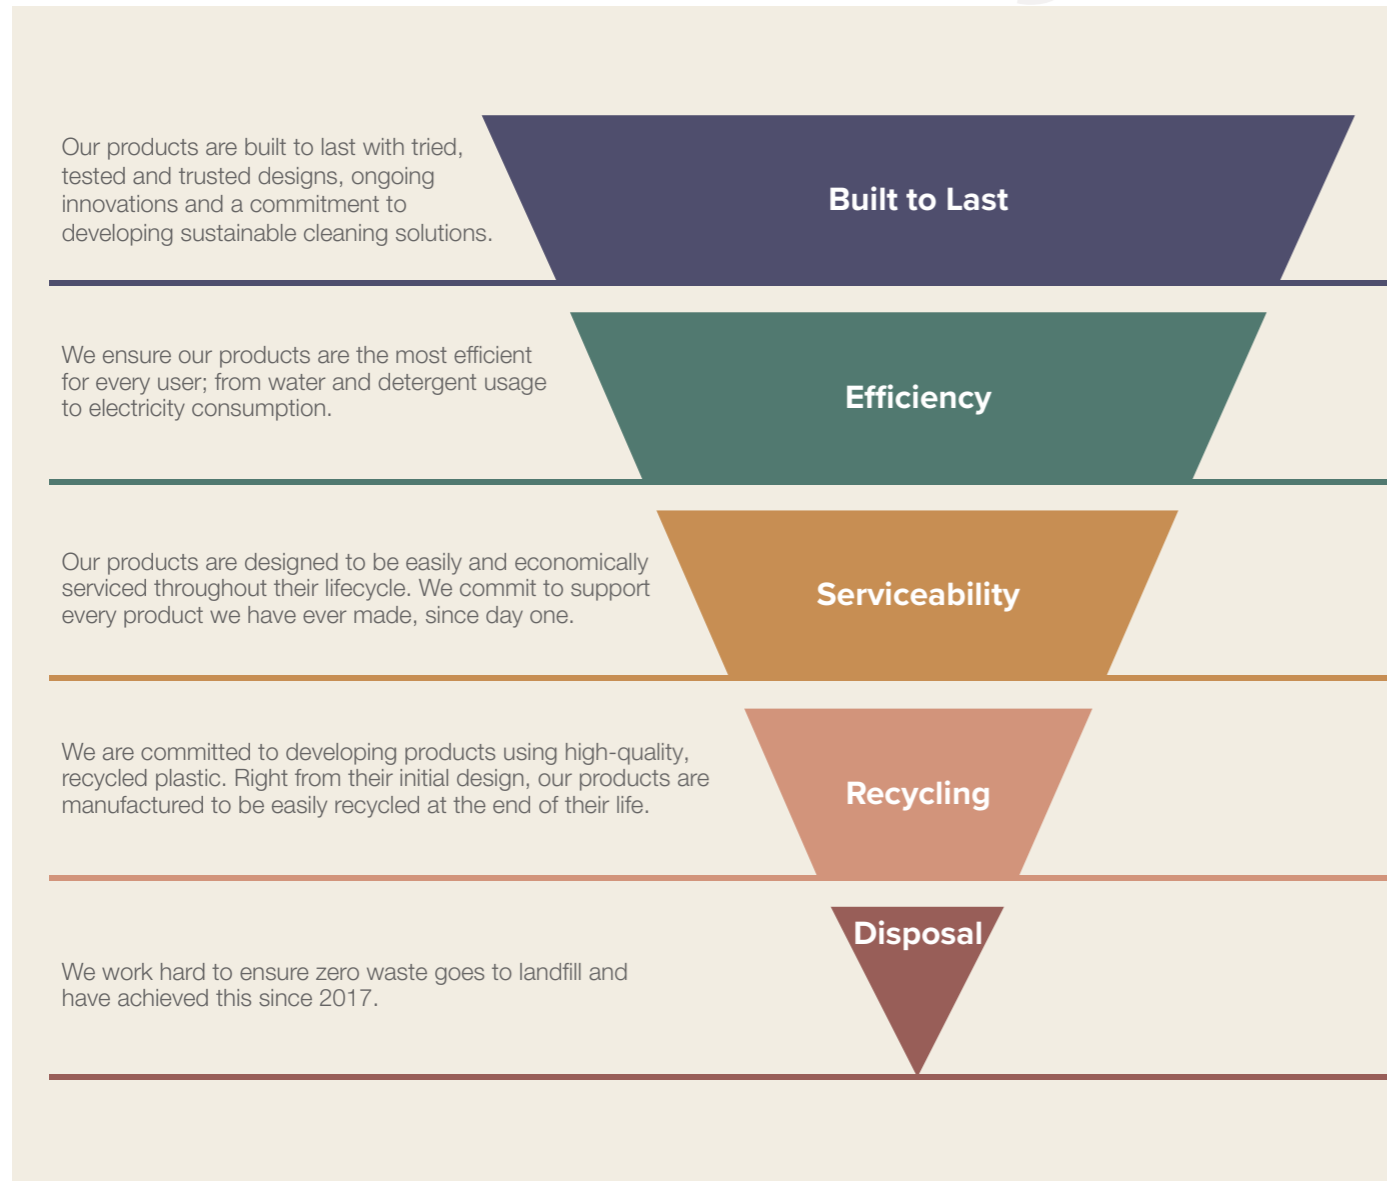 Our products are built to last with tried,
tested and trusted designs, ongoing
innovations and a commitment to
developing sustainable cleaning solutions.
Built to Last
We ensure our products are the most efficient
for every user; from water and detergent usage
to electricity consumption.
Efficiency
Our products are designed to be easily and economically
serviced throughout their lifecycle. We commit to support
every product we have ever made, since day one.
Serviceability
We are committed to developing products using high-quality,
recycled plastic. Right from their initial design, our products are
manufactured to be easily recycled at the end of their life.
Recycling
Disposal
We work hard to ensure zero waste goes to landfill and
have achieved this since 2017.